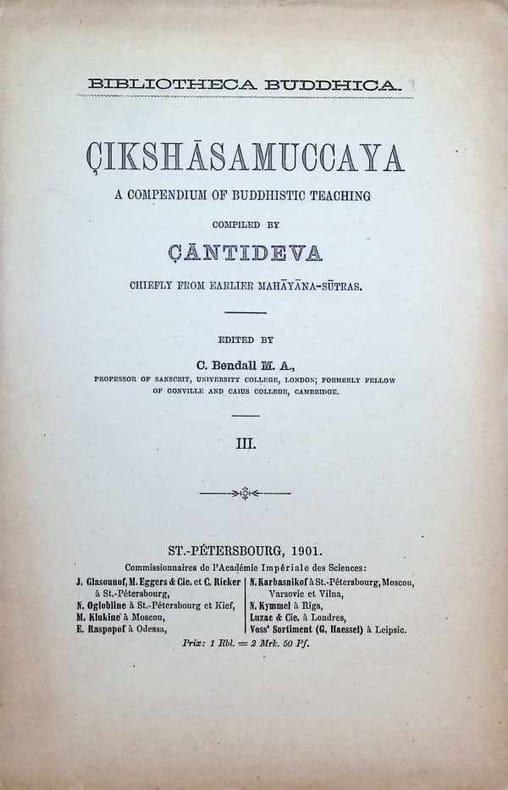 BIBLIOTHECA BUDDHICA.
ÇIKSHĀSAMUCCAYA
A COMPENDIUM OF BUDDHISTIC TEACHING
COMPILED BY
ÇĀNTIDEVA
CHIEFLY FROM EARLIER MAHĀYĀNA-SŪTRAS.
EDITED BY
C. Bendall M. A.,
PROFESSOR OF SANSCRIT, UNIVERSITY COLLEGE, LONDON; FORMERLY FELLOW
OF GONVILLE AND CAIUS COLLEGE, CAMBRIDGE.
III.
ST.-PÉTERSBOURG, 1901.
Commissionnaires de l'Académie Impériale des Sciences:
J. Glasounof, M. Eggers & Cie. et C. Ricker
à St.-Pétersbourg,
N. Oglobline à St.-Pétersbourg et Kief,
M. Klukine à Moscou,
E. Raspopof à Odessa,
N. Karbasnikof à St.-Pétersbourg, Moscou,
Varsovie et Vilna,
N. Kymmel à Riga,
Luzac & Cie. à Londres,
Voss' Sortiment (G. Haessel) à Leipsic.
Prix: 1 Rbl. = 2 Mrk. 50 Pf.